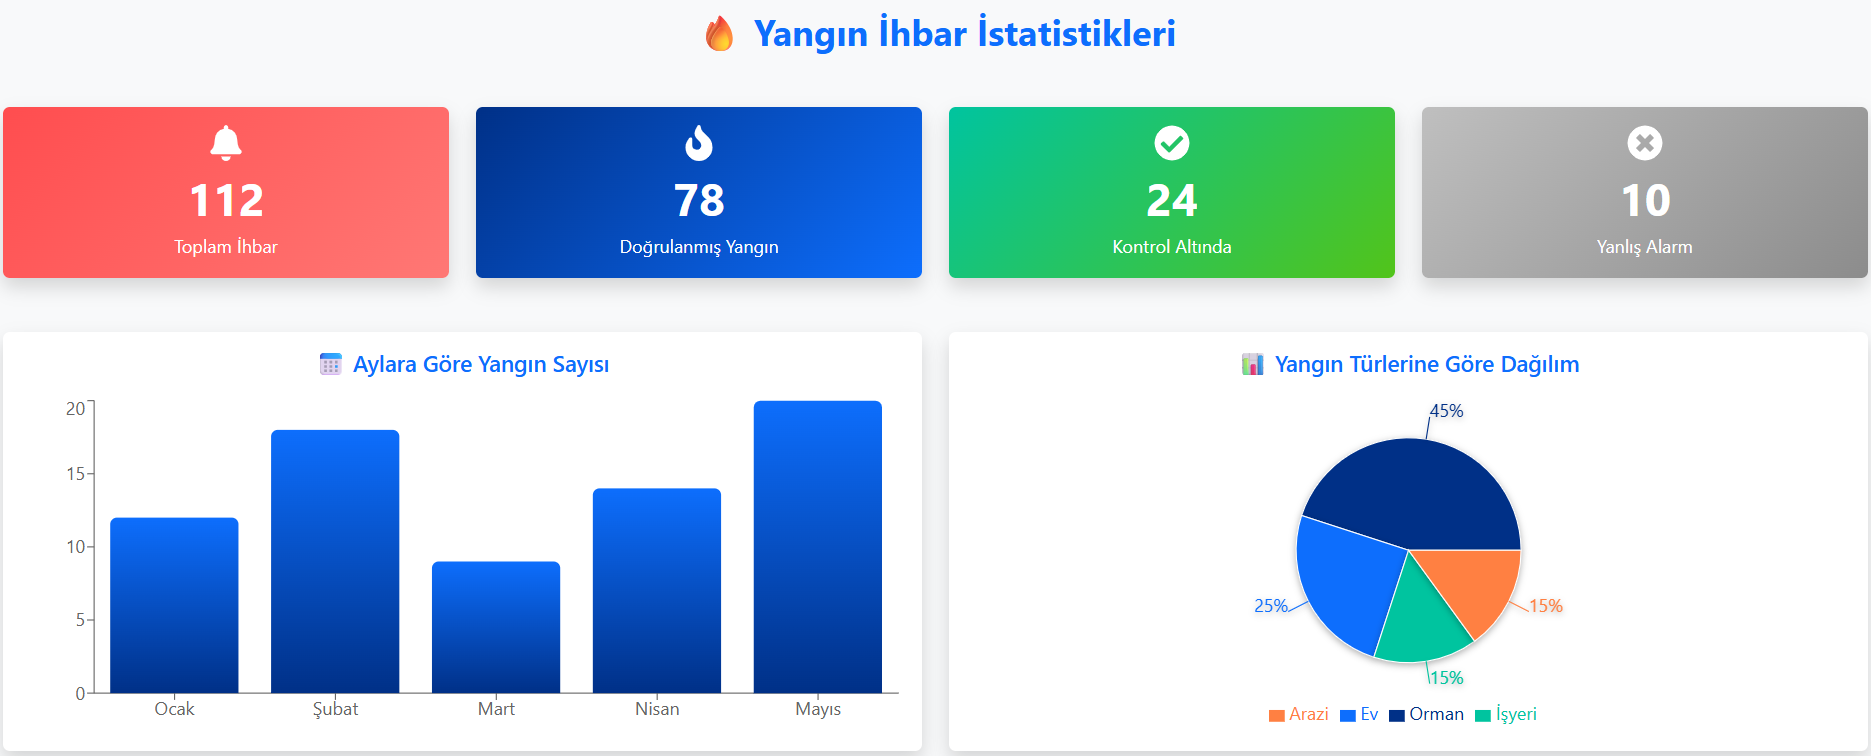 Yangın İhbar İstatistikleri
112
Toplam İhbar
78
Doğrulanmış Yangın
24
Kontrol Altında
10
Yanlış Alarm
Aylara Göre Yangın Sayısı
20
15
10
5
0
Ocak Şubat Mart Nisan Mayıs
Yangın Türlerine Göre Dağılım
45%
25%
15%
15%
Arazi Ev Orman İşyeri